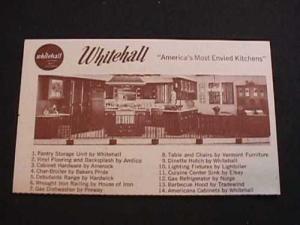 Whitehall
Whitehall
"America's Most Envied Kitchens"
1. Pantry Storage Unit by Whitehall
2. Vinyl Flooring and Backsplash by Amtico
3. Cabinet Hardware by Amerock
4. Char-Broiler by Bakers Pride
5. Debutante Range by Hardwick
6. Wrought Iron Railing by House of Iron
7. Gas Dishwasher by Preway
8. Table and Chairs by Vermont Furniture
9. Dinette Hutch by Whitehall
10. Lighting Fixtures by Lightolier
11. Cuisine Center Sink by Elkay
12. Gas Refrigerator by Norge
13. Barbecue Hood by Tradewind
14. Americana Cabinets by Whitehall